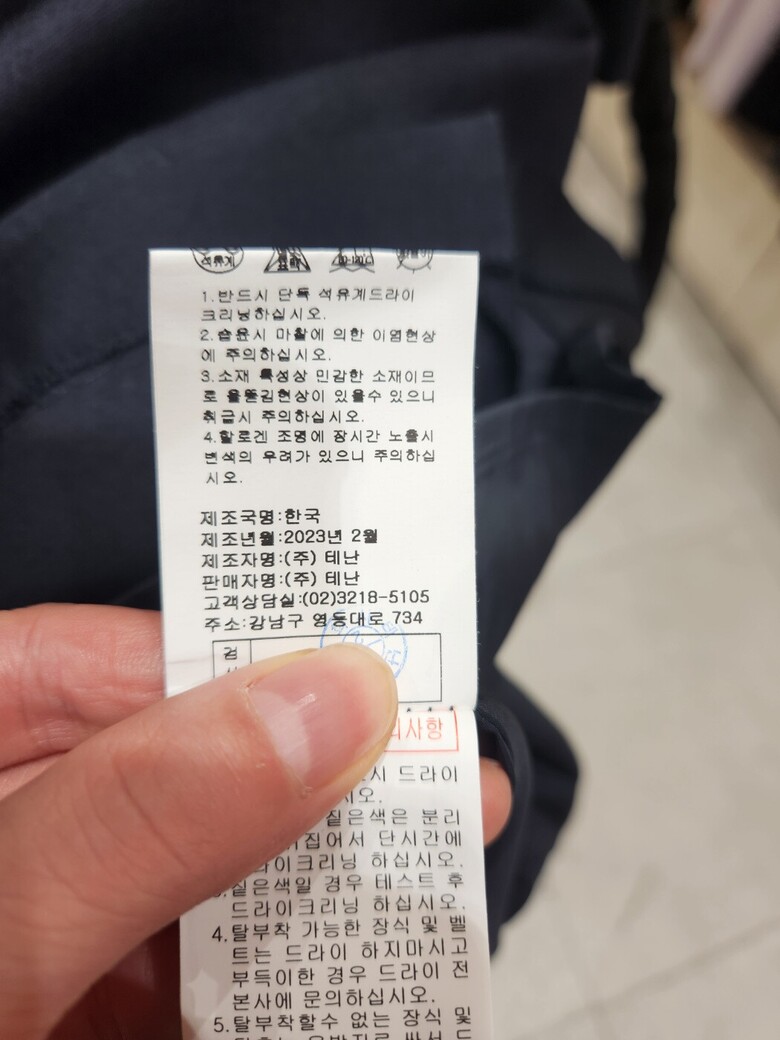 석유계
1.반드시 단독 석유계드라이
크리닝하십시오.
2.습윤시 마찰에 의한 이염현상
에 주의하십시오.
3.소재 특성상 민감한 소재이므
로 올뜯김현상이 있을수 있으니
취급시 주의하십시오.
4.할로겐 조명에 장시간 노출시
변색의 우려가 있으니 주의하십
시오.
제조국명:한국
제조년월:2023년 2월
제조자명:(주) 테난
판매자명:(주) 테난
고객상담실:(02)3218-5105
주소:강남구 영동대로 734
검
사항
드라이
시오.
짙은색은 분리
집어서 단시간에
라이크리닝 하십시오.
짙은색일 경우 테스트 후
드라이크리닝 하십시오.
4.탈부착 가능한 장식 및 벨
트는 드라이 하지마시고
부득이한 경우 드라이 전
본사에 문의하십시오.
5.탈부착할수 없는 장식 및